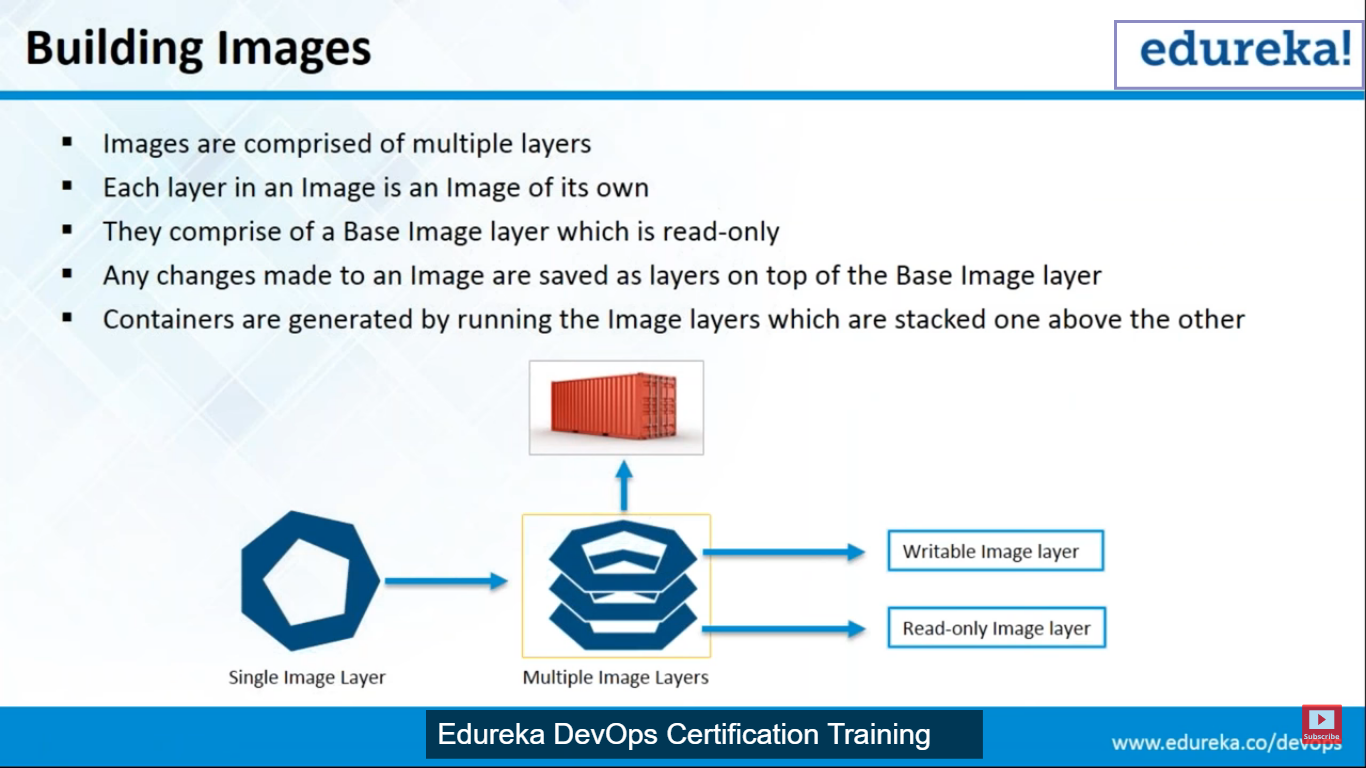 Building Images
edureka!
Images are comprised of multiple layers
Each layer in an Image is an Image of its own
They comprise of a Base Image layer which is read-only
Any changes made to an Image are saved as layers on top of the Base Image layer
Containers are generated by running the Image layers which are stacked one above the other
Writable Image layer
Read-only Image layer
Single Image Layer
Multiple Image Layers
Edureka DevOps Certification Training
Subscribe
www.edureka.co/devops